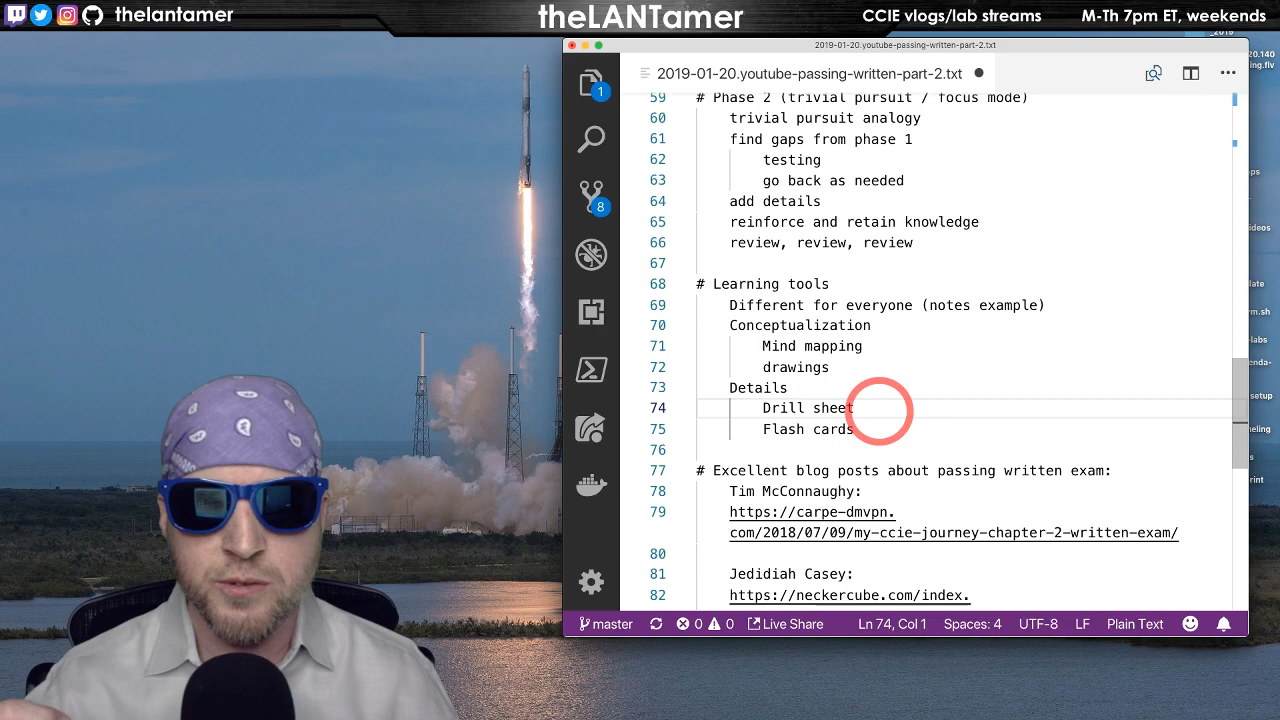 thelantamer
theLANTamer
CCIE vlogs/lab streams
M-Th 7pm ET, weekends
2019-01-20.youtube-passing-written-part-2.txt
1
2019-01-20.youtube-passing-written-part-2.txt
59 # Phase 2 (trivial pursuit / focus mode)
60 trivial pursuit analogy
61 find gaps from phase 1
62 testing
63 go back as needed
8
64 add details
65 reinforce and retain knowledge
66 review, review, review
67
68 # Learning tools
69 Different for everyone (notes example)
70 Conceptualization
71 Mind mapping
72 drawings
73 Details
74 Drill sheet
75 Flash cards
76
77 # Excellent blog posts about passing written exam:
78 Tim McConnaughy:
79 https://carpe-dmvpn.
com/2018/07/09/my-ccie-journey-chapter-2-written-exam/
80
81 Jedidiah Casey:
82 https://neckercube.com/index.
master
0
0
Live Share
Ln 74, Col 1
Spaces: 4
UTF-8
LF
Plain Text